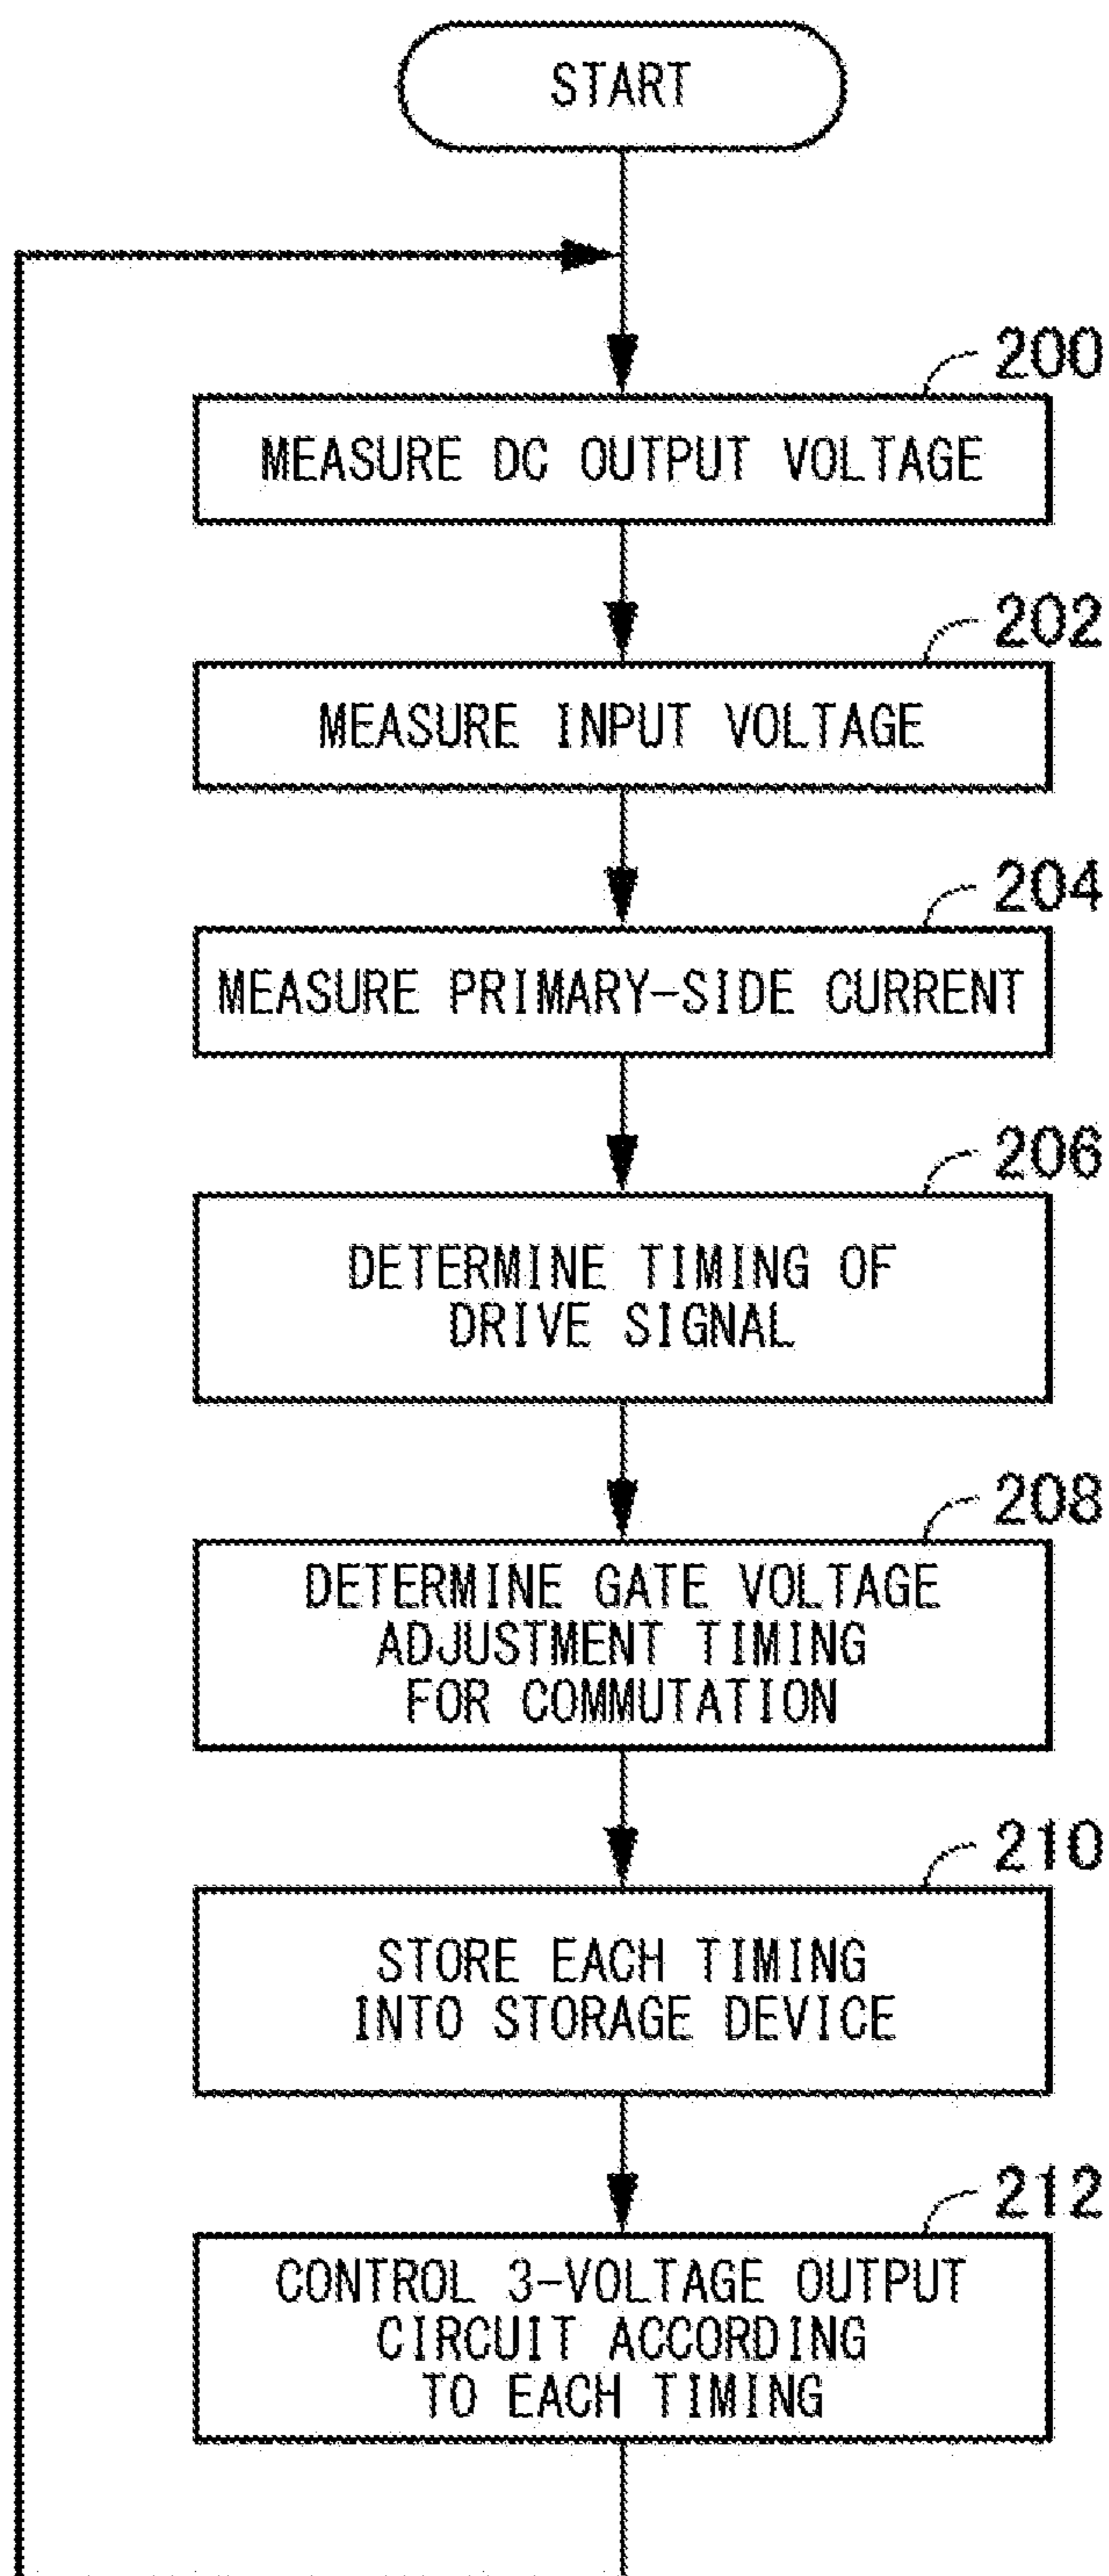 START
200
MEASURE DC OUTPUT VOLTAGE
202
MEASURE INPUT VOLTAGE
204
MEASURE PRIMARY-SIDE CURRENT
206
DETERMINE TIMING OF
DRIVE SIGNAL
208
DETERMINE GATE VOLTAGE
ADJUSTMENT TIMING
FOR COMMUTATION
210
STORE EACH TIMING
INTO STORAGE DEVICE
212
CONTROL 3-VOLTAGE OUTPUT
CIRCUIT ACCORDING
TO EACH TIMING